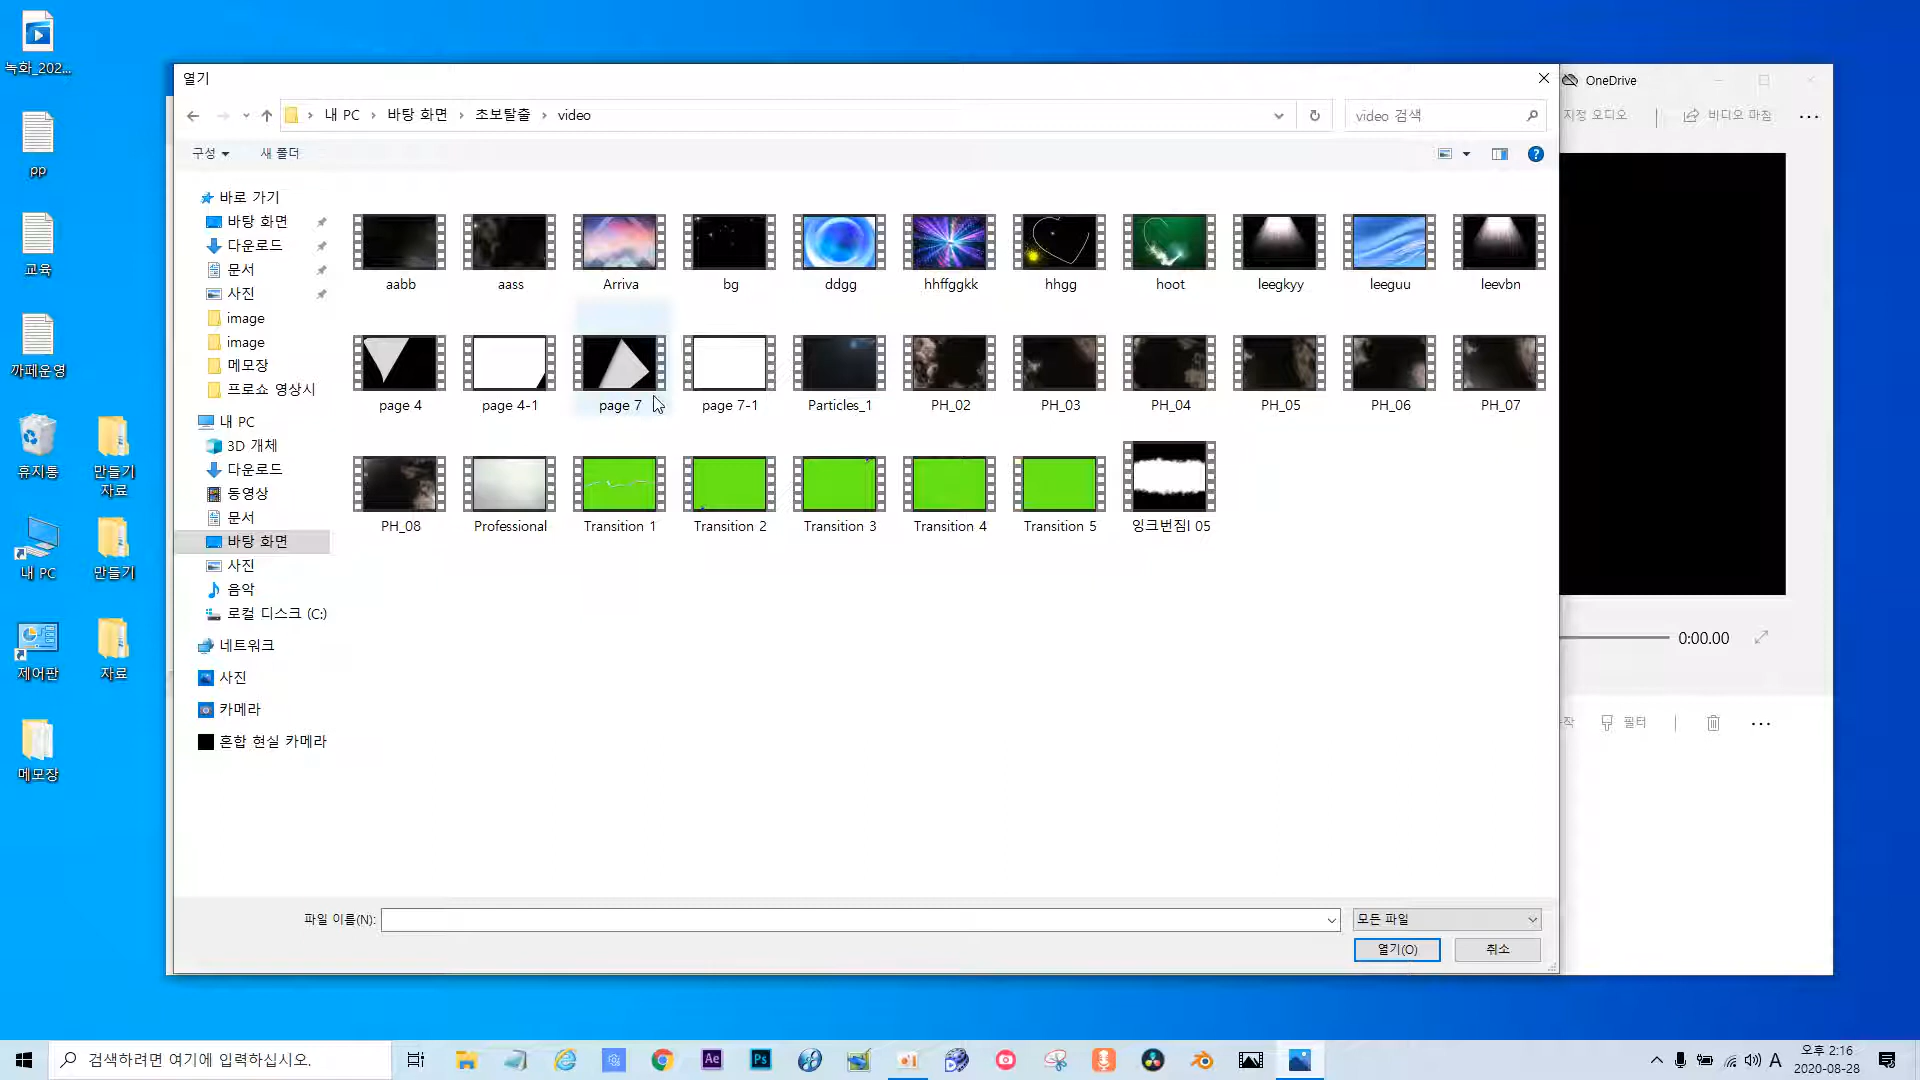 녹화_202...
pp
교육
까페운영
휴지통
만들기
자료
내 PC
만들기
제어판
자료
메모장
열기
내 PC
바탕 화면
초보탈출
video
video 검색
구성
새 폴더
바로 가기
바탕 화면
다운로드
문서
사진
image
image
메모장
프로쇼 영상시
내 PC
3D 개체
다운로드
동영상
문서
바탕 화면
사진
음악
로컬 디스크 (C:)
네트워크
사진
카메라
혼합 현실 카메라
aabb
aass
Arriva
bg
ddgg
hhffggkk
hhgg
hoot
leegkyy
leeguu
leevbn
page 4
page 4-1
page 7
page 7-1
Particles_1
PH_02
PH_03
PH_04
PH_05
PH_06
PH_07
PH_08
Professional
Transition 1
Transition 2
Transition 3
Transition 4
Transition 5
잉크번짐I 05
파일 이름(N):
모든 파일
열기(O)
취소
OneDrive
지정 오디오
비디오 마침
0:00.00
작
필터
검색하려면 여기에 입력하십시오.
Ae
Ps
A
오후 2:16
2020-08-28